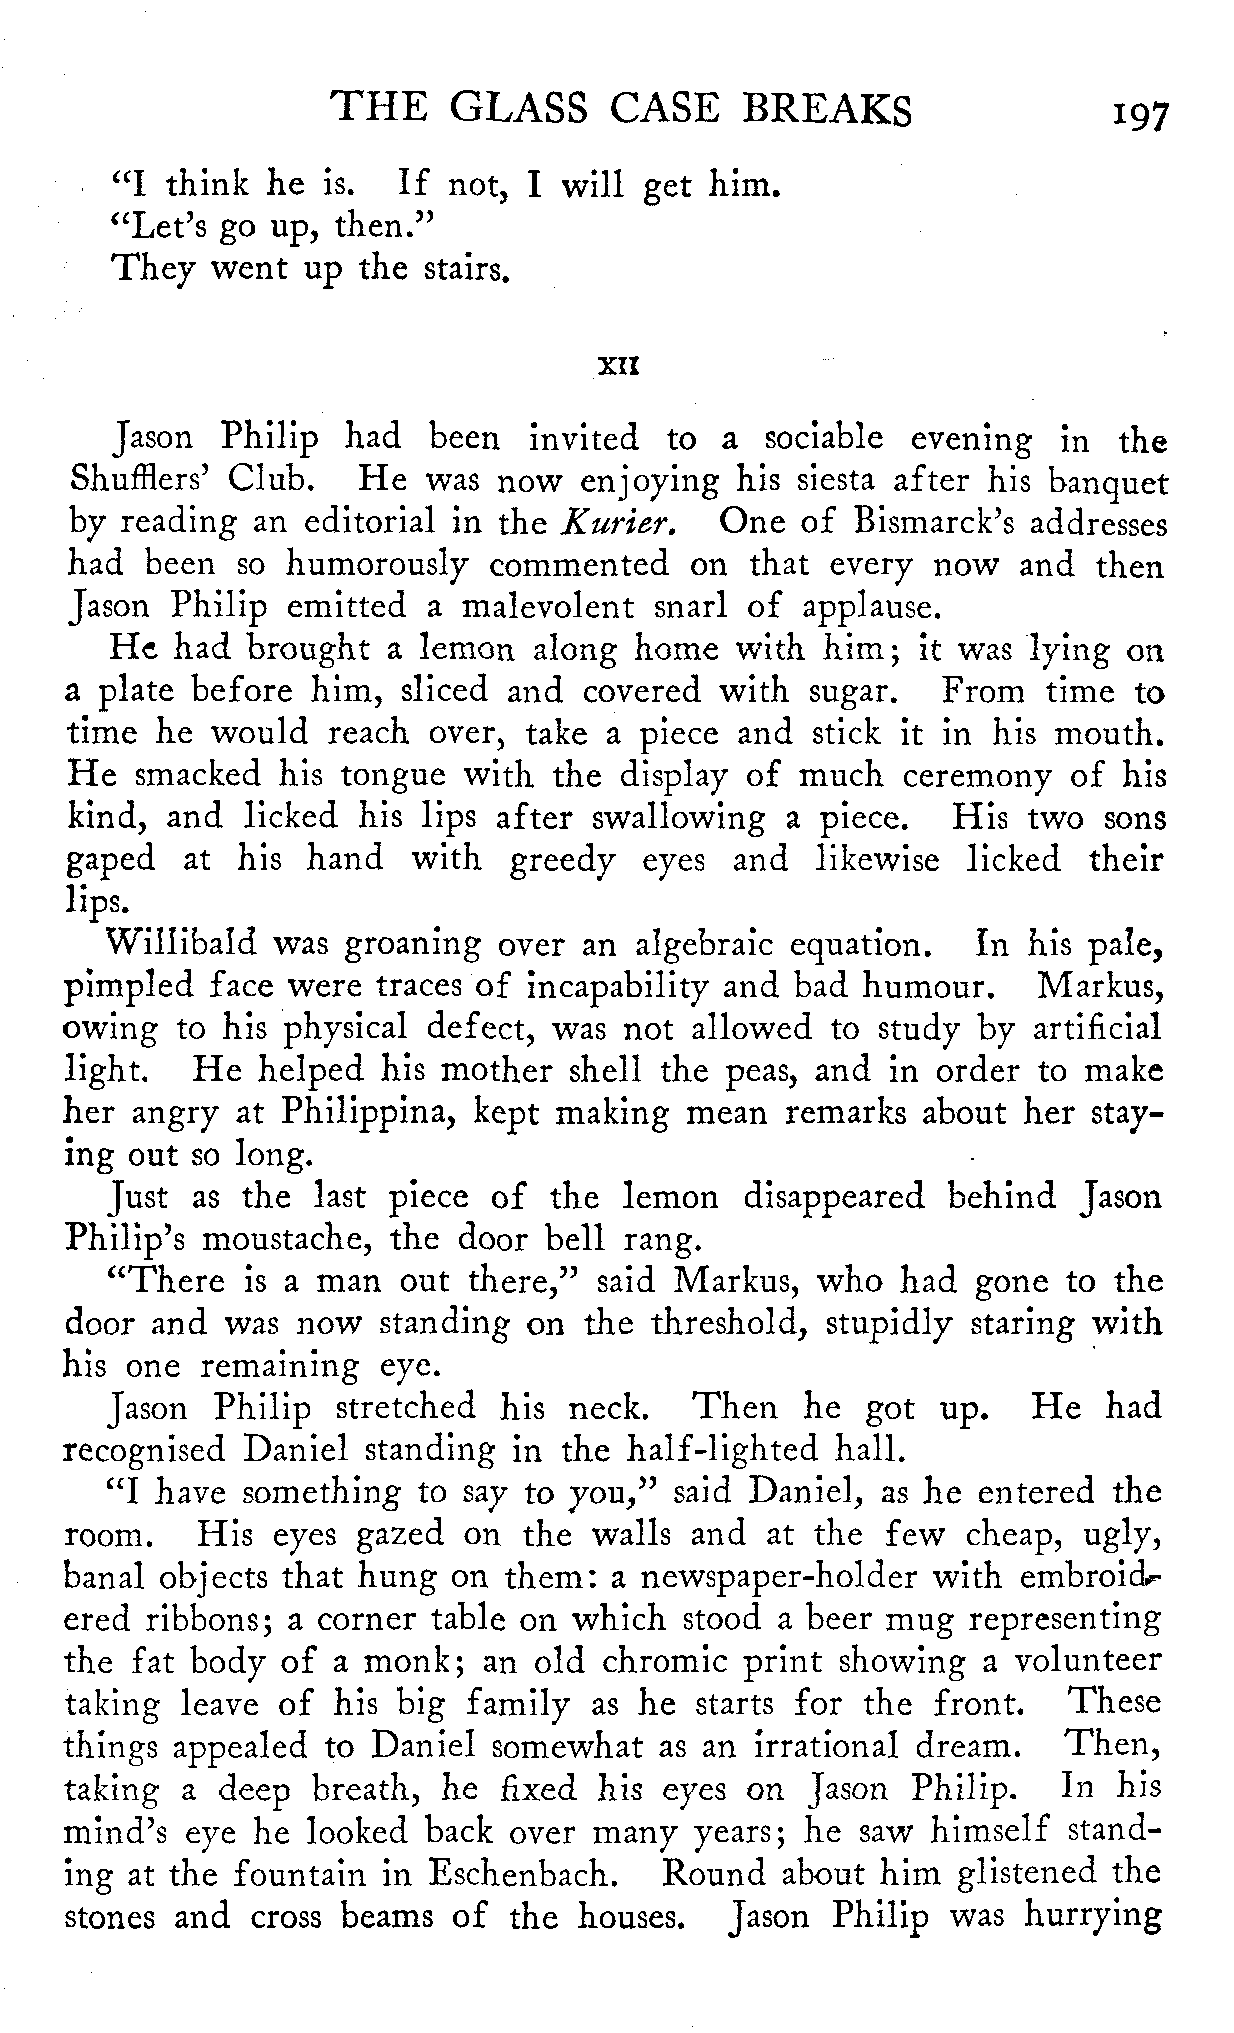 THE GLASS CASE BREAKS 197
“I think he is. If not, I will get him.
“Let's go up, then.”
They went up the stairs.
XII
Jason Philip had been invited to a sociable evening in the
Shufflers' Club. He was now enjoying his siesta after his banquet
by reading an editorial in the Kurier. One of Bismarck's addresses
had been so humorously commented on that every now and then
Jason Philip emitted a malevolent snarl of applause.
He had brought a lemon along home with him; it was lying on
a plate before him, sliced and covered with sugar. From time to
time he would reach over, take a piece and stick it in his mouth.
He smacked his tongue with the display of much ceremony of his
kind, and licked his lips after swallowing a piece. His two sons
gaped at his hand with greedy eyes and likewise licked their
lips.
Willibald was groaning over an algebraic equation. In his pale,
pimpled face were traces of incapability and bad humour. Markus,
owing to his physical defect, was not allowed to study by artificial
light. He helped his mother shell the peas, and in order to make
her angry at Philippina, kept making mean remarks about her stay-
ing out so long.
Just as the last piece of the lemon disappeared behind Jason
Philip's moustache, the door bell rang.
“There is a man out there,” said Markus, who had gone to the
door and was now standing on the threshold, stupidly staring with
his one remaining eye.
Jason Philip stretched his neck. Then he got up. He had
recognised Daniel standing in the half-lighted hall.
“I have something to say to you,” said Daniel, as he entered the
room. His eyes gazed on the walls and at the few cheap, ugly,
banal objects that hung on them: a newspaper-holder with embroid-
ered ribbons; a corner table on which stood a beer mug representing
the fat body of a monk; an old chromic print showing a volunteer
taking leave of his big family as he starts for the front. These
things appealed to Daniel somewhat as an irrational dream. Then,
taking a deep breath, he fixed his eyes on Jason Philip. In his
mind's eye he looked back over many years; he saw himself stand-
ing at the fountain in Eschenbach. Round about him glistened the
stones and cross beams of the houses. Jason Philip was hurrying